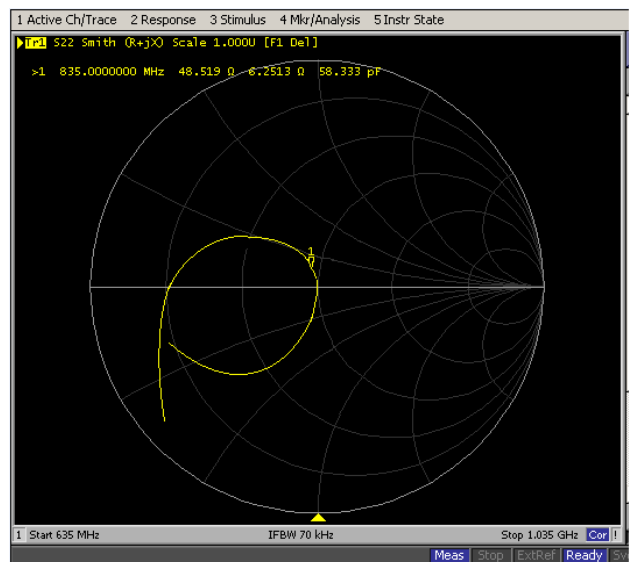 1 Active Ch/Trace 2 Response 3 Stimulus 4 Mkr/Analysis 5 Instr State
Tr1 S22 Smith (R+jX) Scale 1.000U [F1 Del]
>1 835.0000000 MHz 48.519 Ω 6.2513 Ω 58.333 pF
1
1 Start 635 MHz IFBW 70 kHz Stop 1.035 GHz Cor !
Meas Stop ExtRef Ready